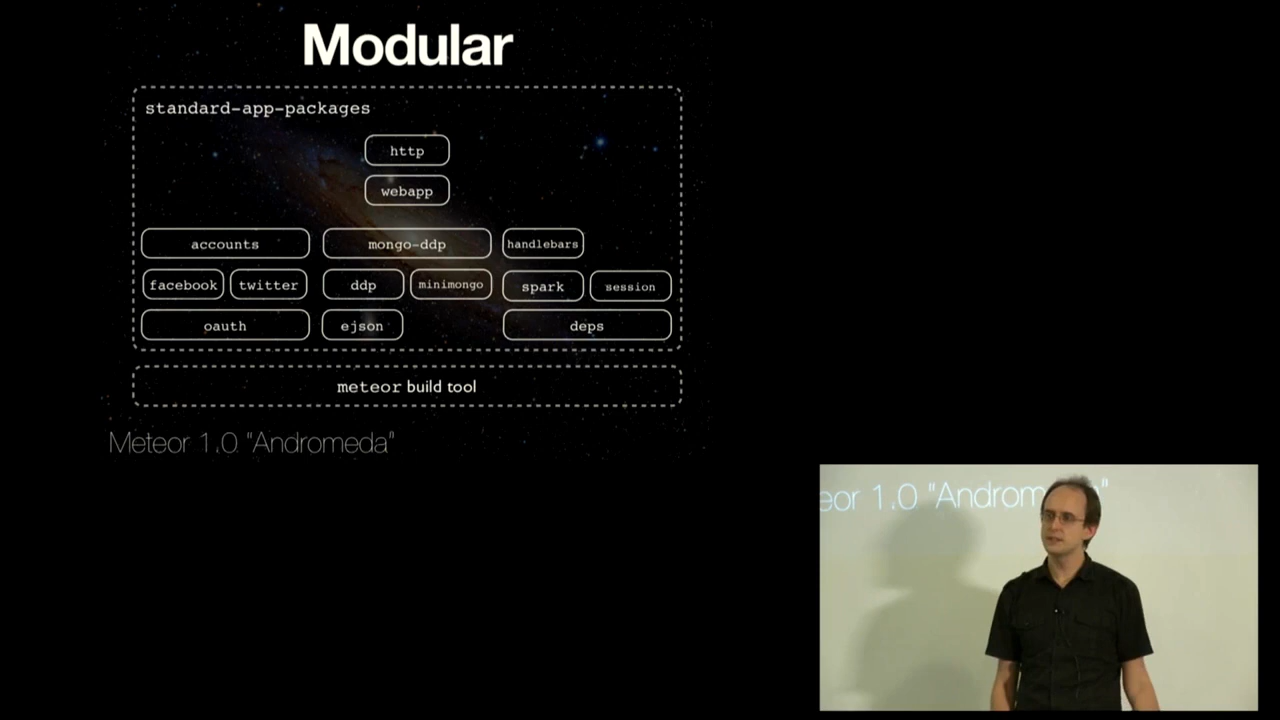 Modular
standard-app-packages
http
webapp
accounts
mongo-ddp
handlebars
facebook
twitter
ddp
minimongo
spark
session
oauth
ejson
deps
meteor build tool
Meteor 1.0 "Andromeda"
eor 1.0 "Androm
"